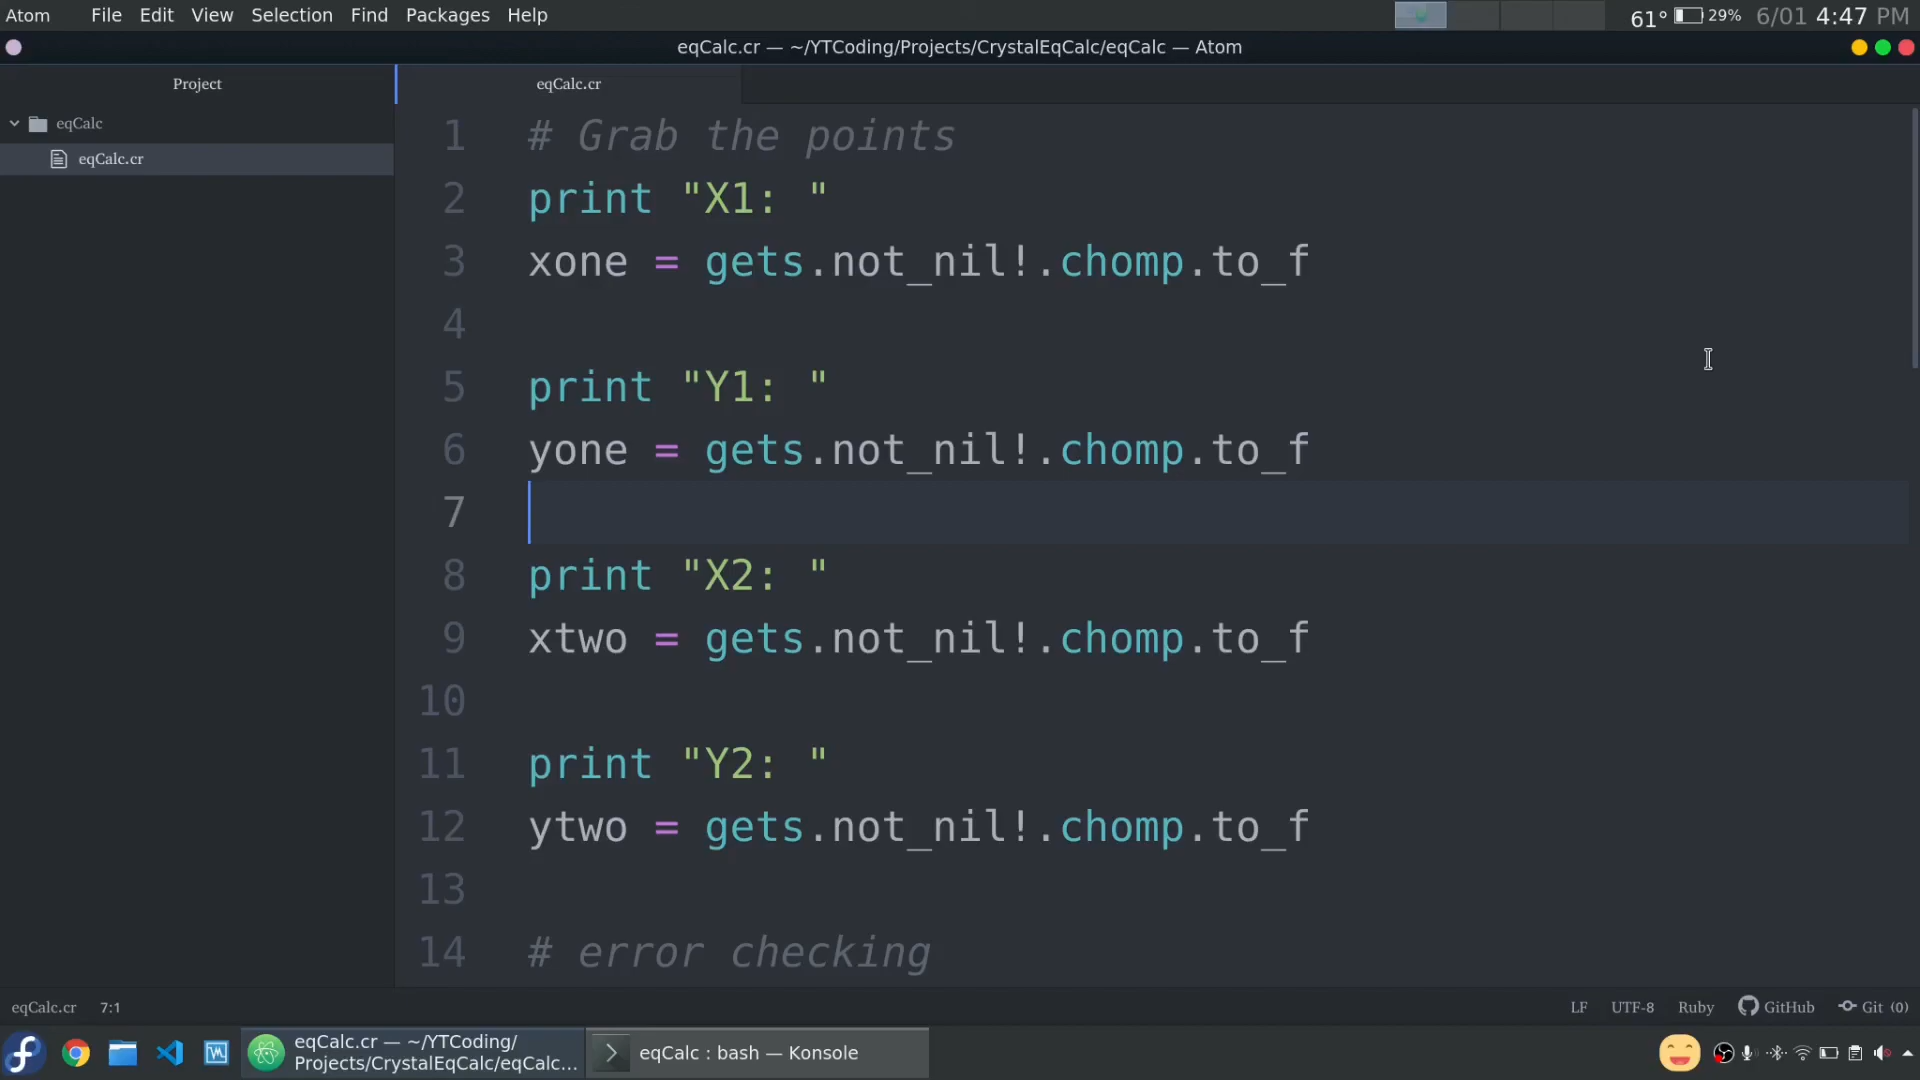 Atom File Edit View Selection Find Packages Help 61° 29% 6/01 4:47 PM
eqCalc.cr — ~/YTCoding/Projects/CrystalEqCalc/eqCalc — Atom
Project
eqCalc
eqCalc.cr
eqCalc.cr
1 # Grab the points
2 print "X1: "
3 xone = gets.not_nil!.chomp.to_f
4
5 print "Y1: "
6 yone = gets.not_nil!.chomp.to_f
7
8 print "X2: "
9 xtwo = gets.not_nil!.chomp.to_f
10
11 print "Y2: "
12 ytwo = gets.not_nil!.chomp.to_f
13
14 # error checking
eqCalc.cr 7:1 LF UTF-8 Ruby GitHub Git (0)
eqCalc.cr — ~/YTCoding/
Projects/CrystalEqCalc/eqCalc...
eqCalc : bash — Konsole